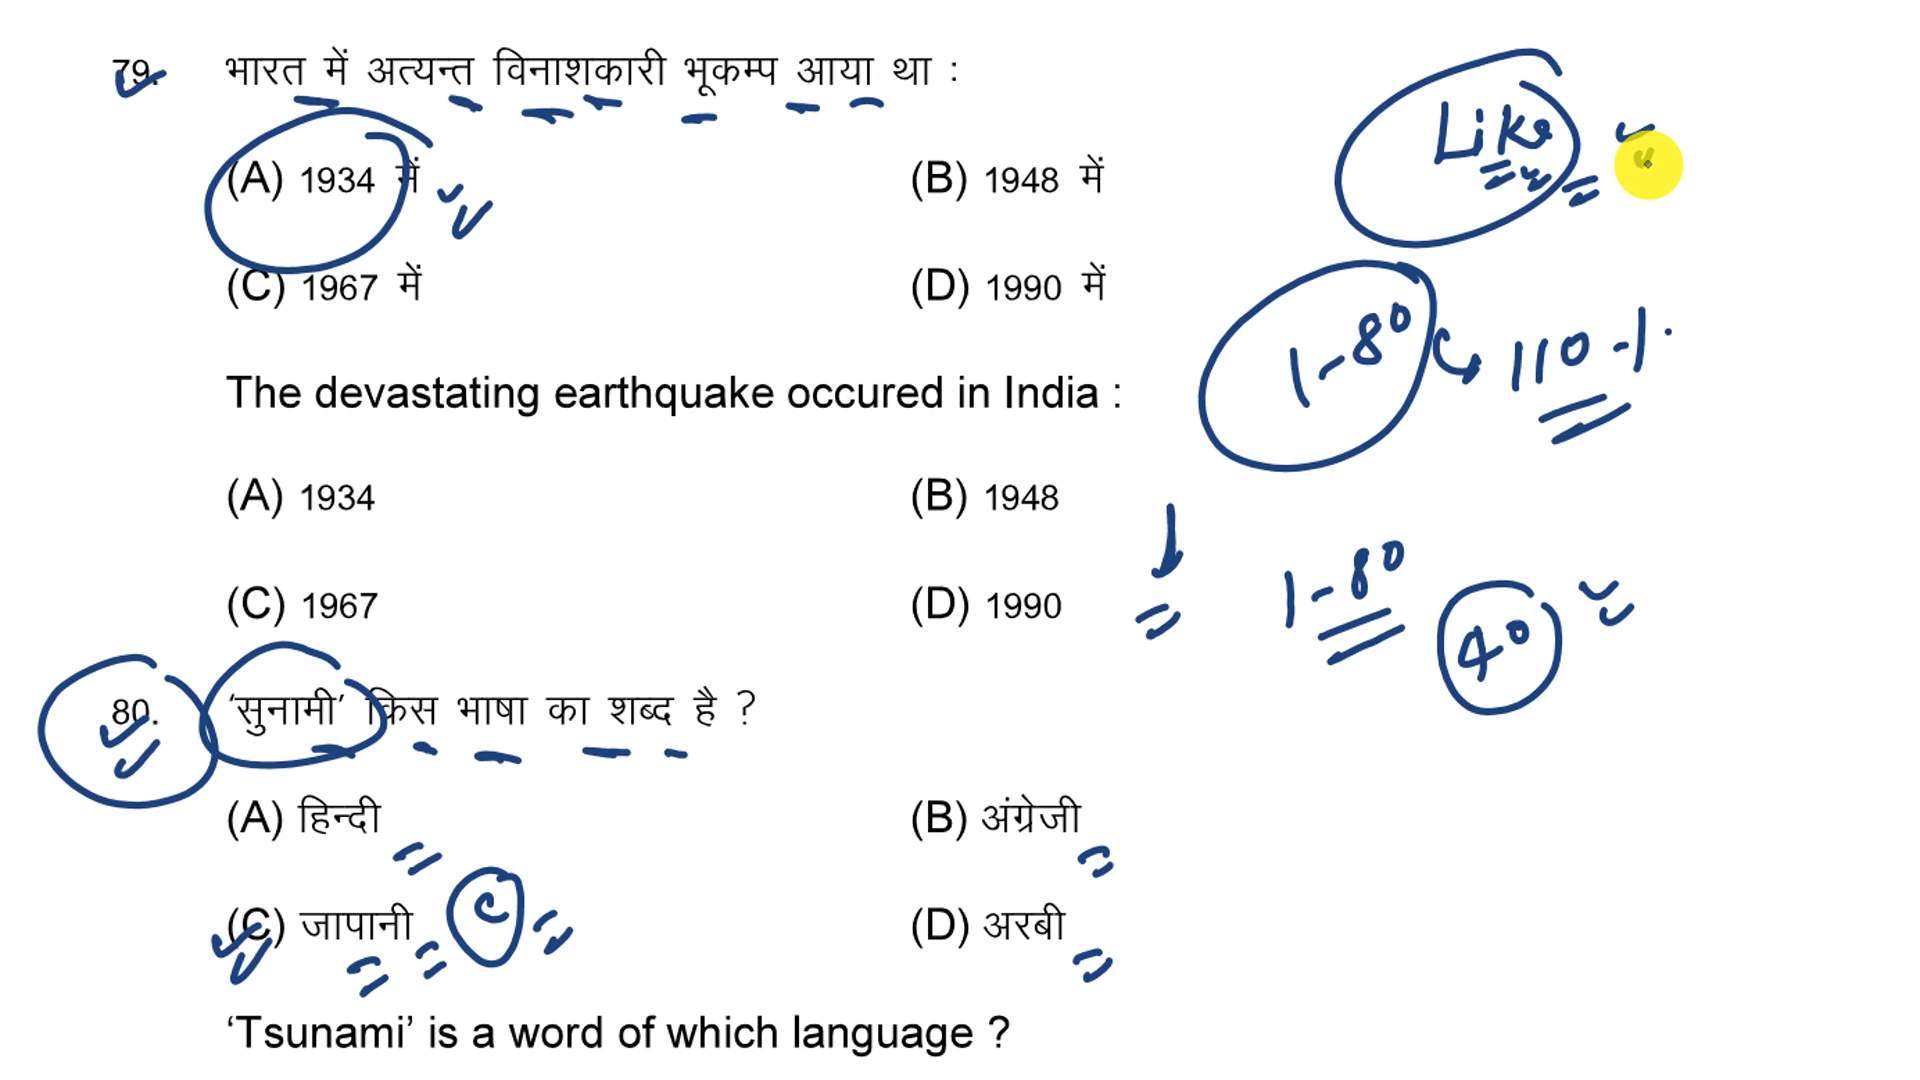 79. भारत में अत्यन्त विनाशकारी भूकम्प आया था :
(A) 1934 में (B) 1948 में
(C) 1967 में (D) 1990 में
The devastating earthquake occured in India :
(A) 1934 (B) 1948
(C) 1967 (D) 1990
80. ‘सुनामी’ किस भाषा का शब्द है ?
(A) हिन्दी (B) अंग्रेजी
(C) जापानी C (D) अरबी
‘Tsunami’ is a word of which language ?
Like
1-80
110 -1.
1-80
40